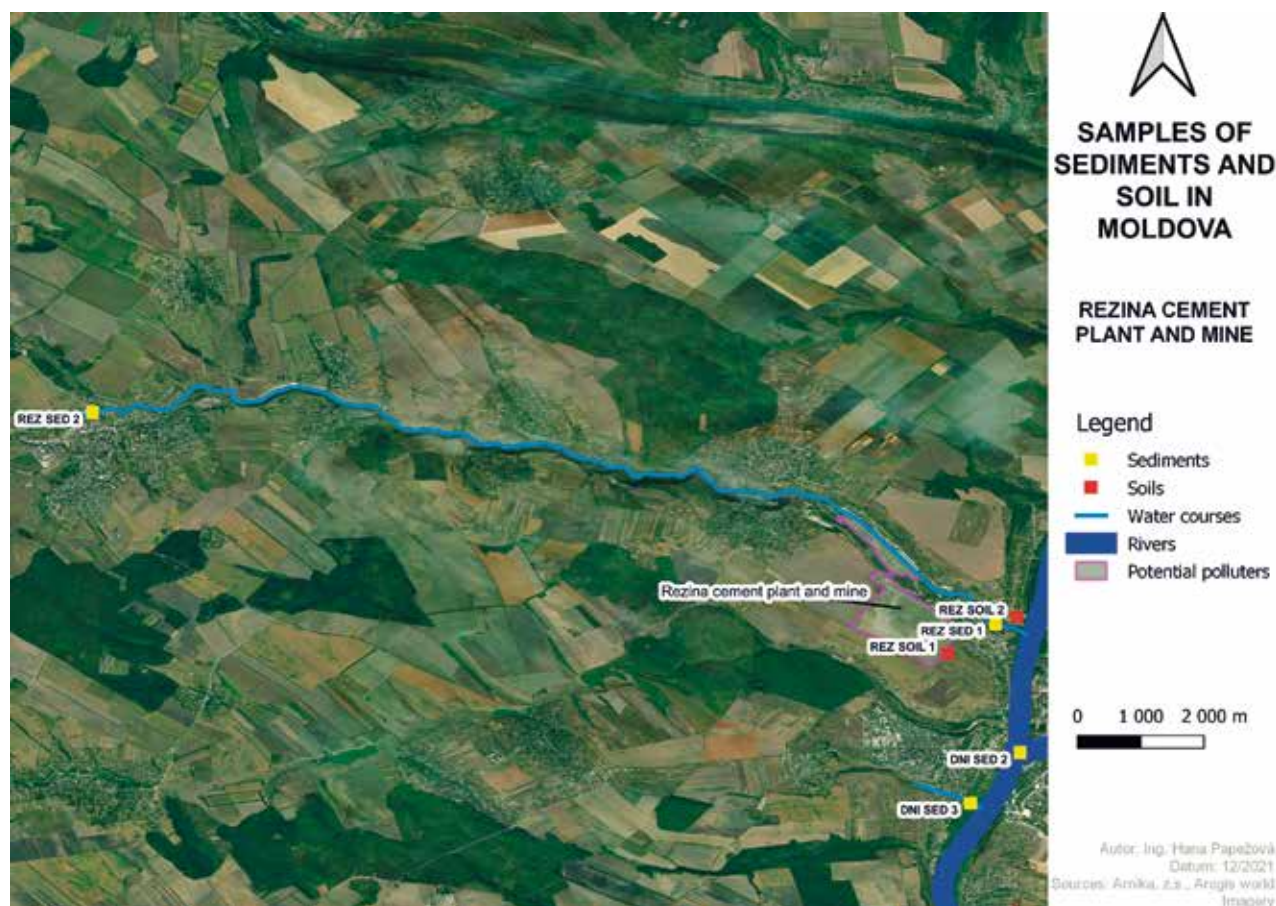 SAMPLES OF
SEDIMENTS AND
SOIL IN
MOLDOVA
REZINA CEMENT
PLANT AND MINE
Legend
Sediments
Soils
Water courses
Rivers
Potential polluters
0 1 000 2 000 m
REZ SED 2
Rezina cement plant and mine
REZ SOIL 2
REZ SED 1
REZ SOIL 1
DNI SED 2
DNI SED 3
Autor: Ing. Hana Papežová
Datum: 12/2021
Sources: Arnika, z.s., Arcgis world
Imagery